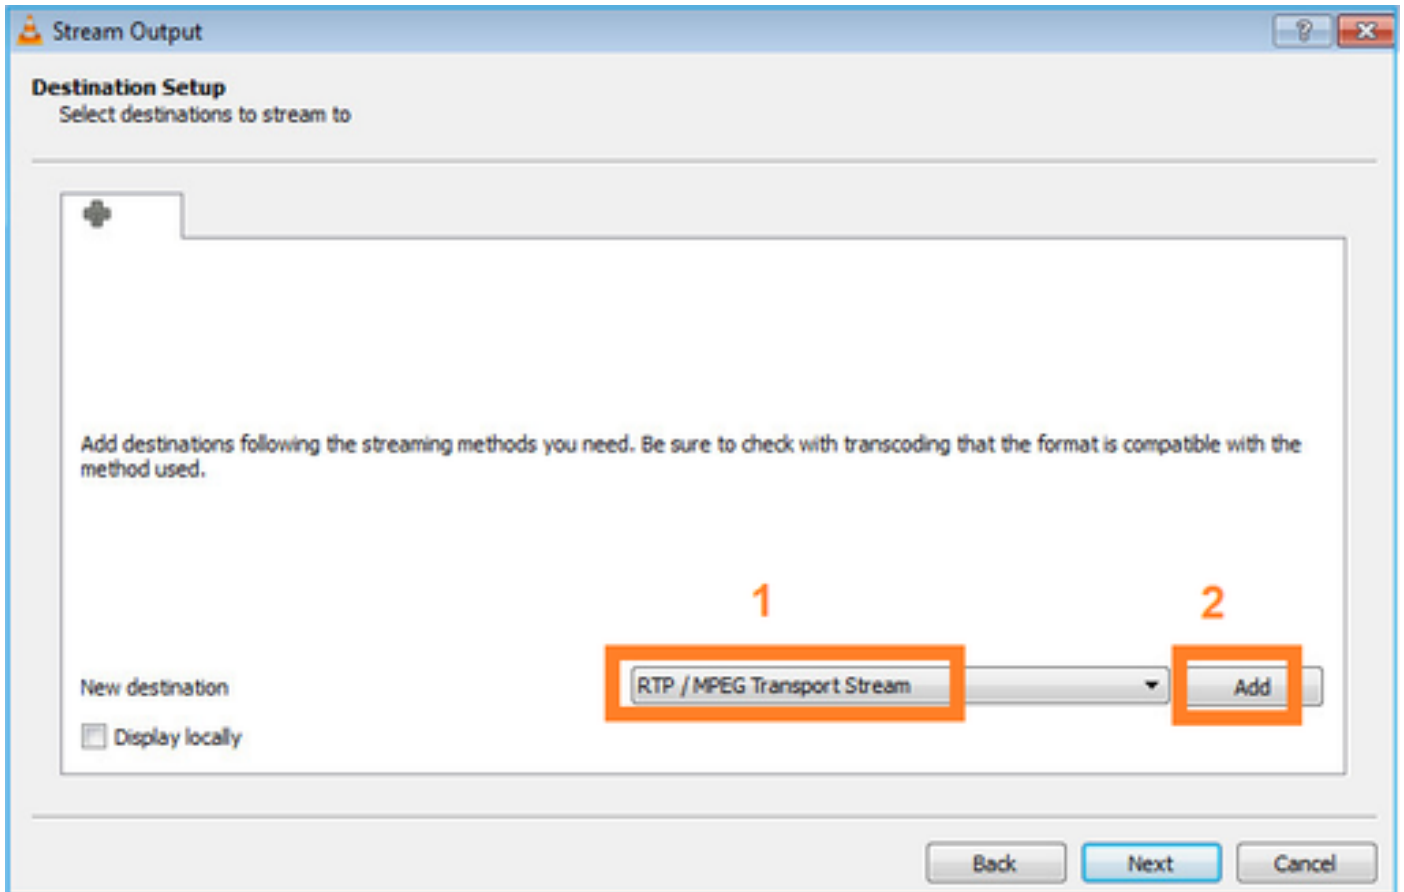 Stream Output
Destination Setup
Select destinations to stream to
Add destinations following the streaming methods you need. Be sure to check with transcoding that the format is compatible with the
method used.
1
2
New destination
RTP / MPEG Transport Stream
Add
Display locally
Back
Next
Cancel